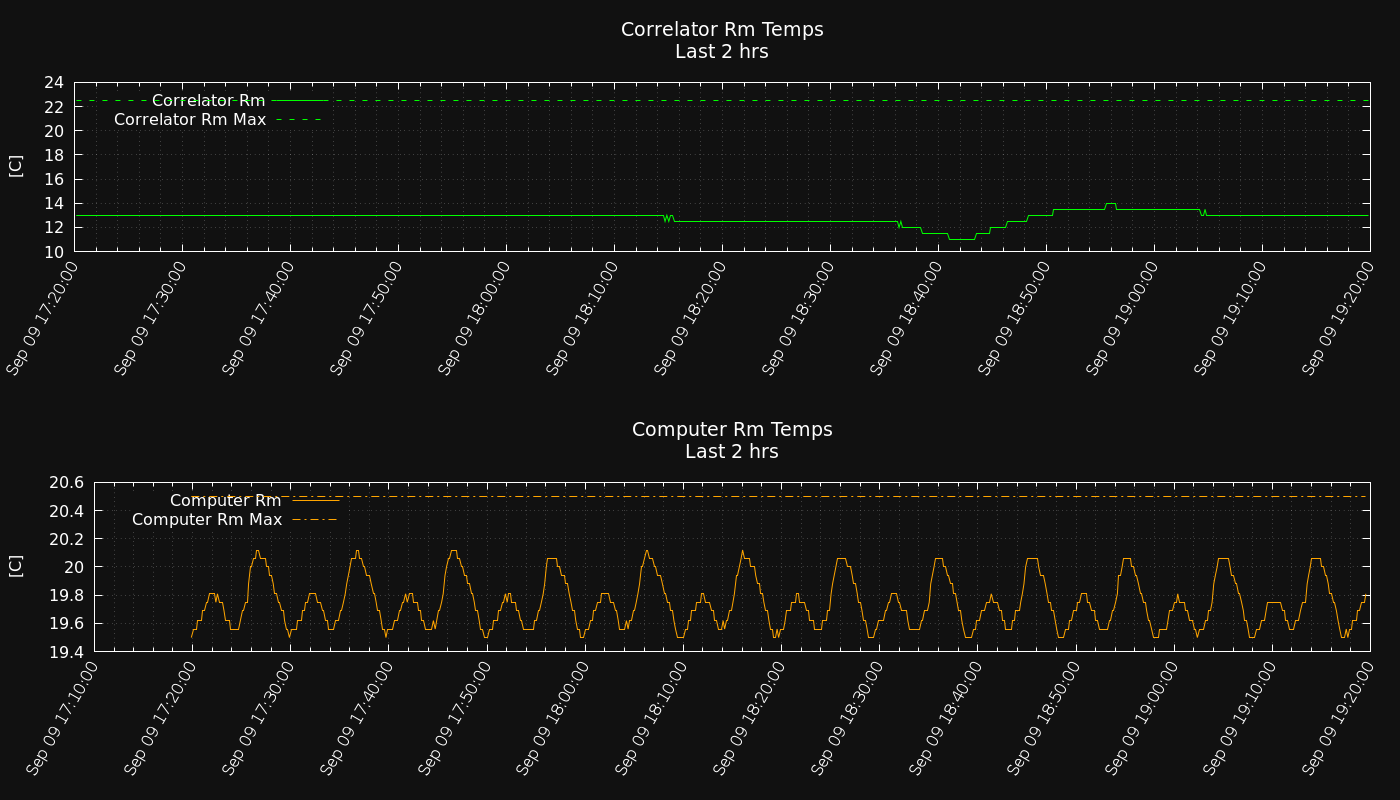 Correlator Rm Temps
Last 2 hrs
24
22
20
18
16
14
12
10
[C]
Correlator Rm
Correlator Rm Max
Sep 09 17:20:00
Sep 09 17:30:00
Sep 09 17:40:00
Sep 09 17:50:00
Sep 09 18:00:00
Sep 09 18:10:00
Sep 09 18:20:00
Sep 09 18:30:00
Sep 09 18:40:00
Sep 09 18:50:00
Sep 09 19:00:00
Sep 09 19:10:00
Sep 09 19:20:00
Computer Rm Temps
Last 2 hrs
20.6
20.4
20.2
20
19.8
19.6
19.4
[C]
Computer Rm
Computer Rm Max
Sep 09 17:10:00
Sep 09 17:20:00
Sep 09 17:30:00
Sep 09 17:40:00
Sep 09 17:50:00
Sep 09 18:00:00
Sep 09 18:10:00
Sep 09 18:20:00
Sep 09 18:30:00
Sep 09 18:40:00
Sep 09 18:50:00
Sep 09 19:00:00
Sep 09 19:10:00
Sep 09 19:20:00